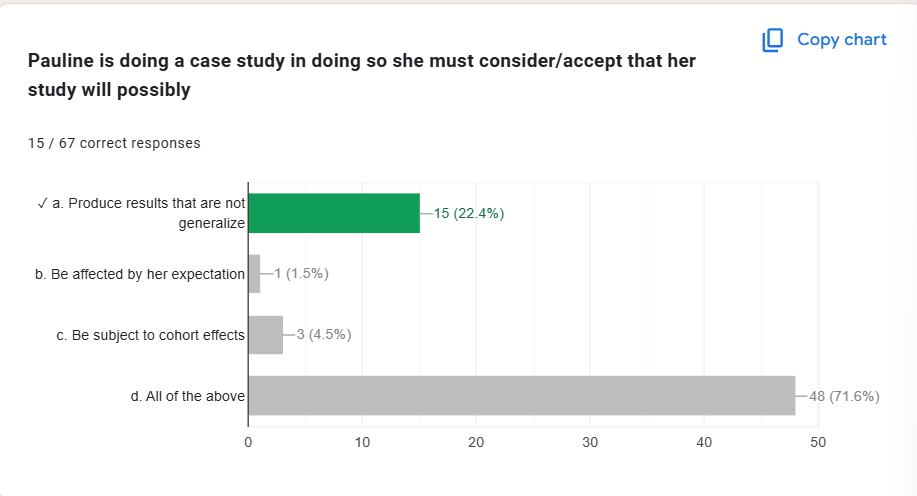 Copy chart
Pauline is doing a case study in doing so she must consider/accept that her
study will possibly
15 / 67 correct responses
✓ a. Produce results that are not
generalize
15 (22.4%)
b. Be affected by her expectation
1 (1.5%)
c. Be subject to cohort effects
3 (4.5%)
d. All of the above
48 (71.6%)
0 10 20 30 40 50